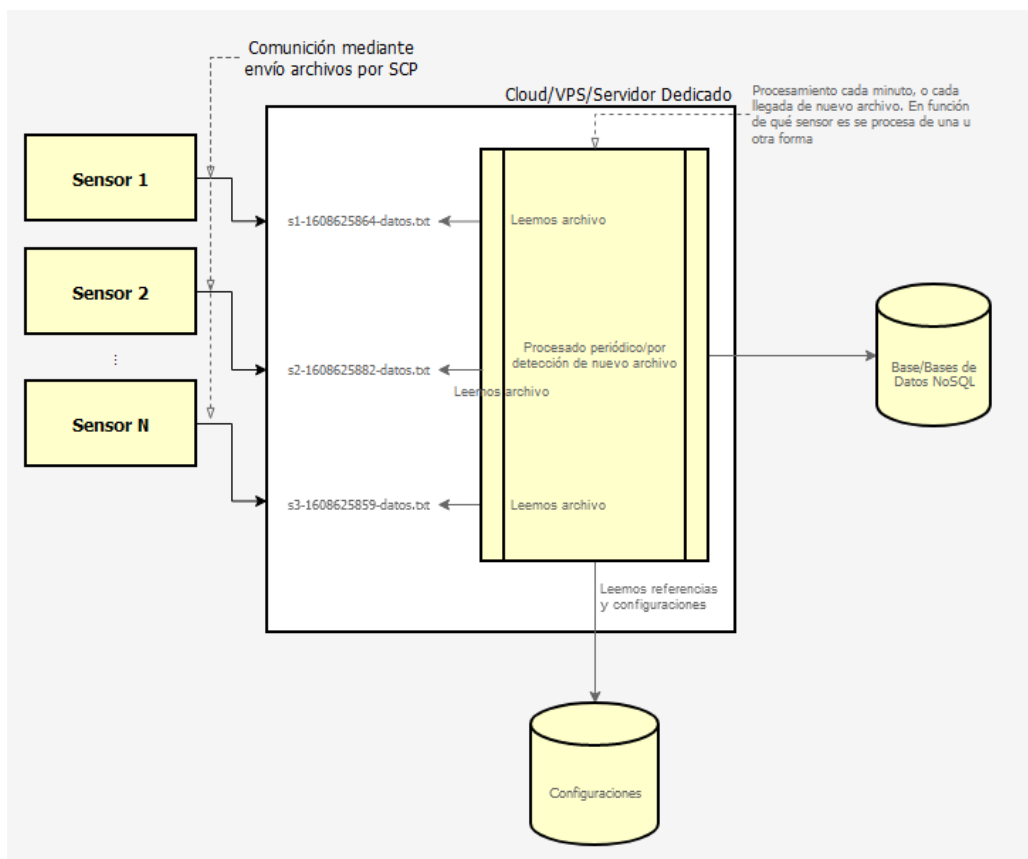 Comunición mediante
envío archivos por SCP
Cloud/VPS/Servidor Dedicado
Procesamiento cada minuto, o cada
llegada de nuevo archivo. En función
de qué sensor es se procesa de una u
otra forma
Sensor 1
s1-1608625864-datos.txt
Leemos archivo
Sensor 2
...
Procesado periódico/por
detección de nuevo archivo
s2-1608625882-datos.txt
Leemos archivo
Base/Bases de
Datos NoSQL
Sensor N
s3-1608625859-datos.txt
Leemos archivo
Leemos referencias
y configuraciones
Configuraciones